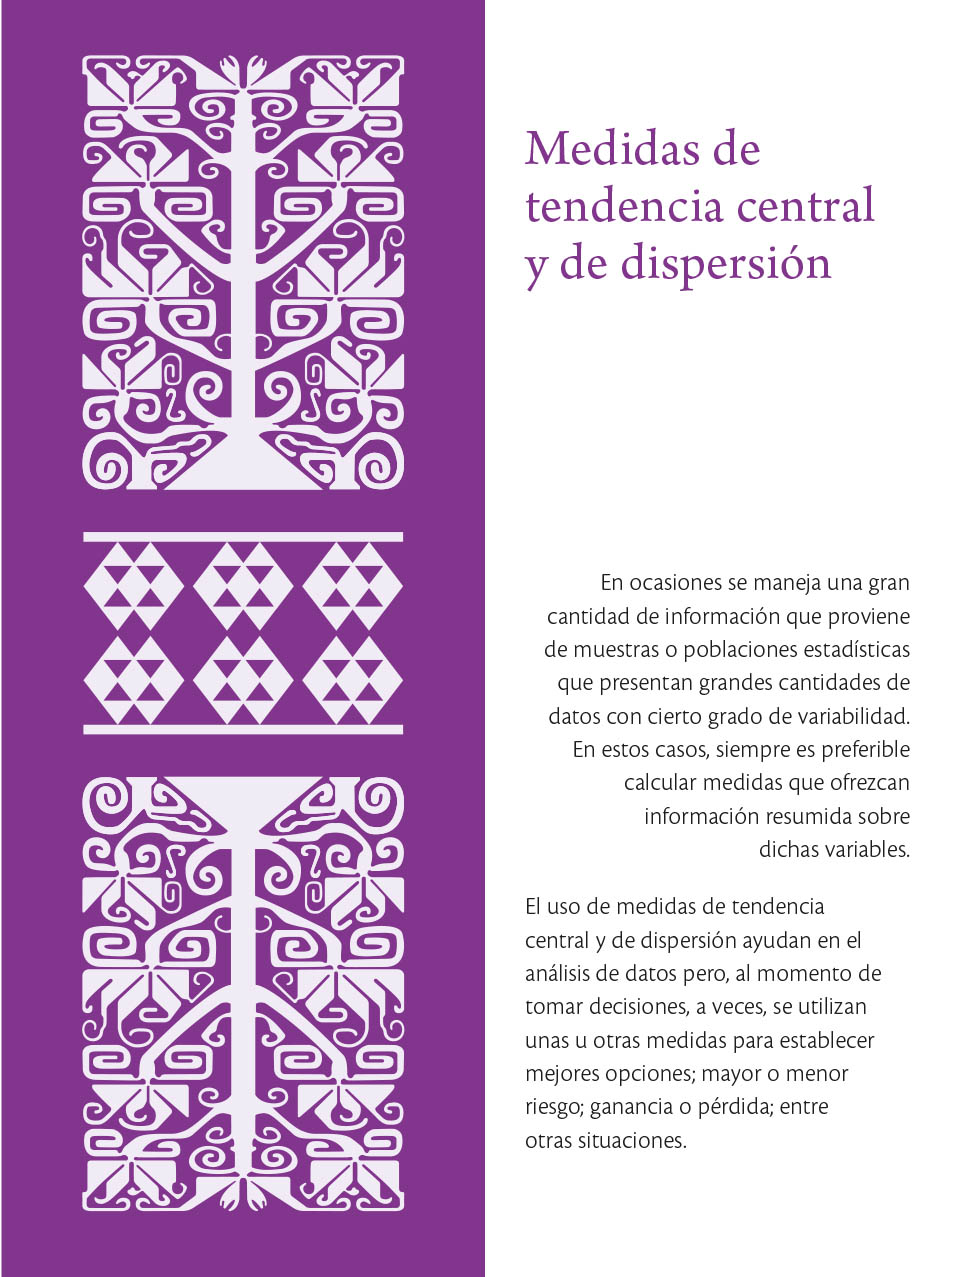 Medidas de
tendencia central
y de dispersión
En ocasiones se maneja una gran
cantidad de información que proviene
de muestras o poblaciones estadísticas
que presentan grandes cantidades de
datos con cierto grado de variabilidad.
En estos casos, siempre es preferible
calcular medidas que ofrezcan
información resumida sobre
dichas variables.
El uso de medidas de tendencia
central y de dispersión ayudan en el
análisis de datos pero, al momento de
tomar decisiones, a veces, se utilizan
unas u otras medidas para establecer
mejores opciones; mayor o menor
riesgo; ganancia o pérdida; entre
otras situaciones.